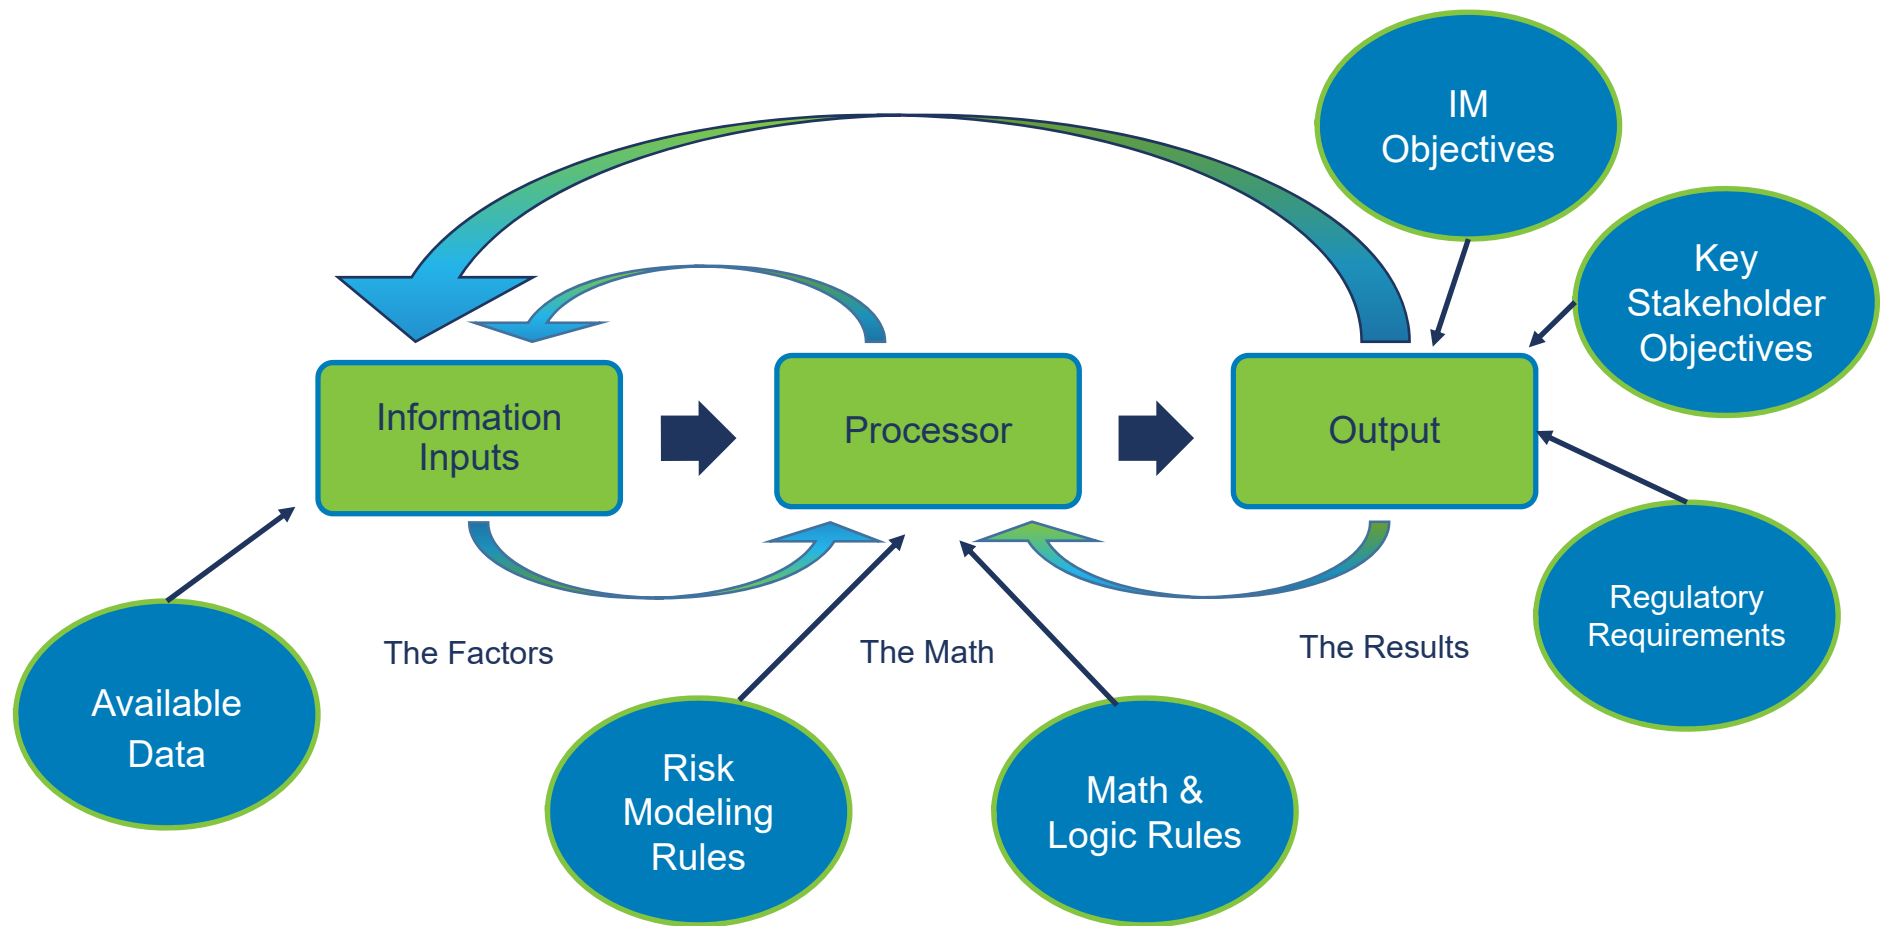 IM
Objectives
Key
Stakeholder
Objectives
Information
Inputs
Processor
Output
Regulatory
Requirements
The Factors
The Math
The Results
Available
Data
Risk
Modeling
Rules
Math &
Logic Rules